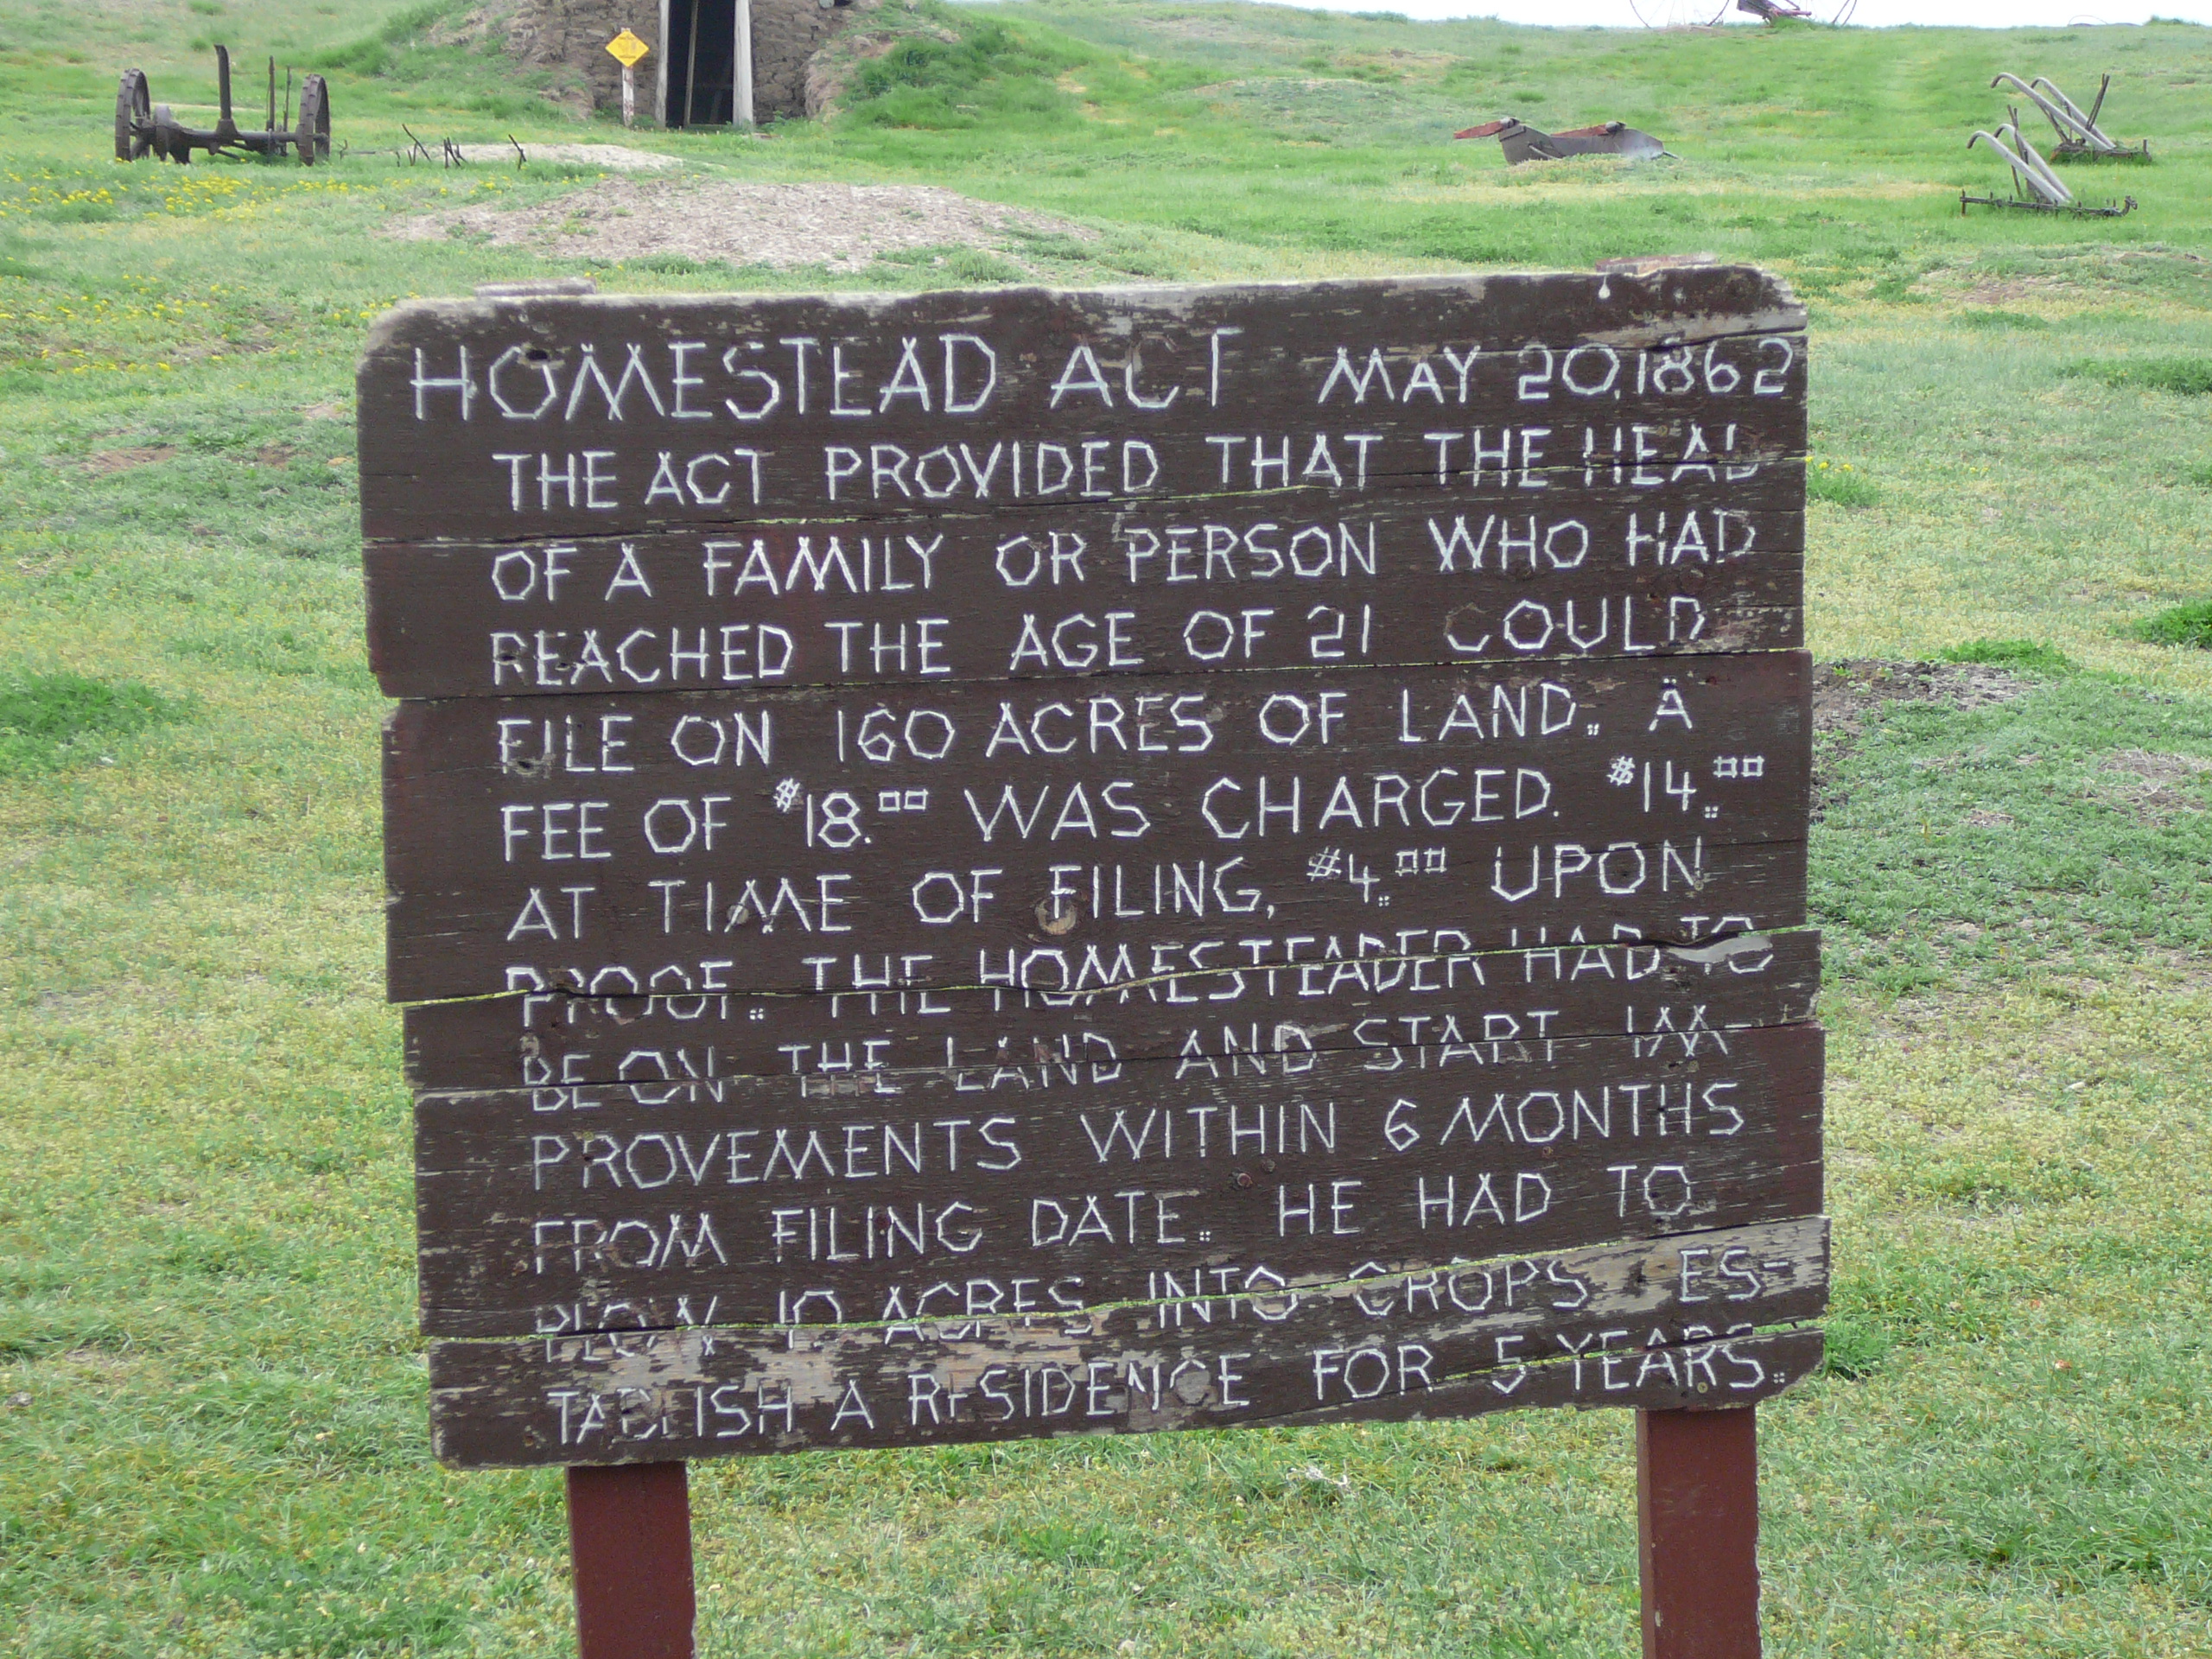 HOMESTEAD ACT MAY 20, 1862
THE ACT PROVIDED THAT THE HEAD
OF A FAMILY OR PERSON WHO HAD
REACHED THE AGE OF 21 COULD
FILE ON 160 ACRES OF LAND. A
FEE OF $18.00 WAS CHARGED. $14.00
AT TIME OF FILING, $4.00 UPON
PROOF. THE HOMESTEADER HAD TO
BE ON THE LAND AND START IM-
PROVEMENTS WITHIN 6 MONTHS
FROM FILING DATE. HE HAD TO
PLOW 10 ACRES INTO CROPS ES-
TABLISH A RESIDENCE FOR 5 YEARS.